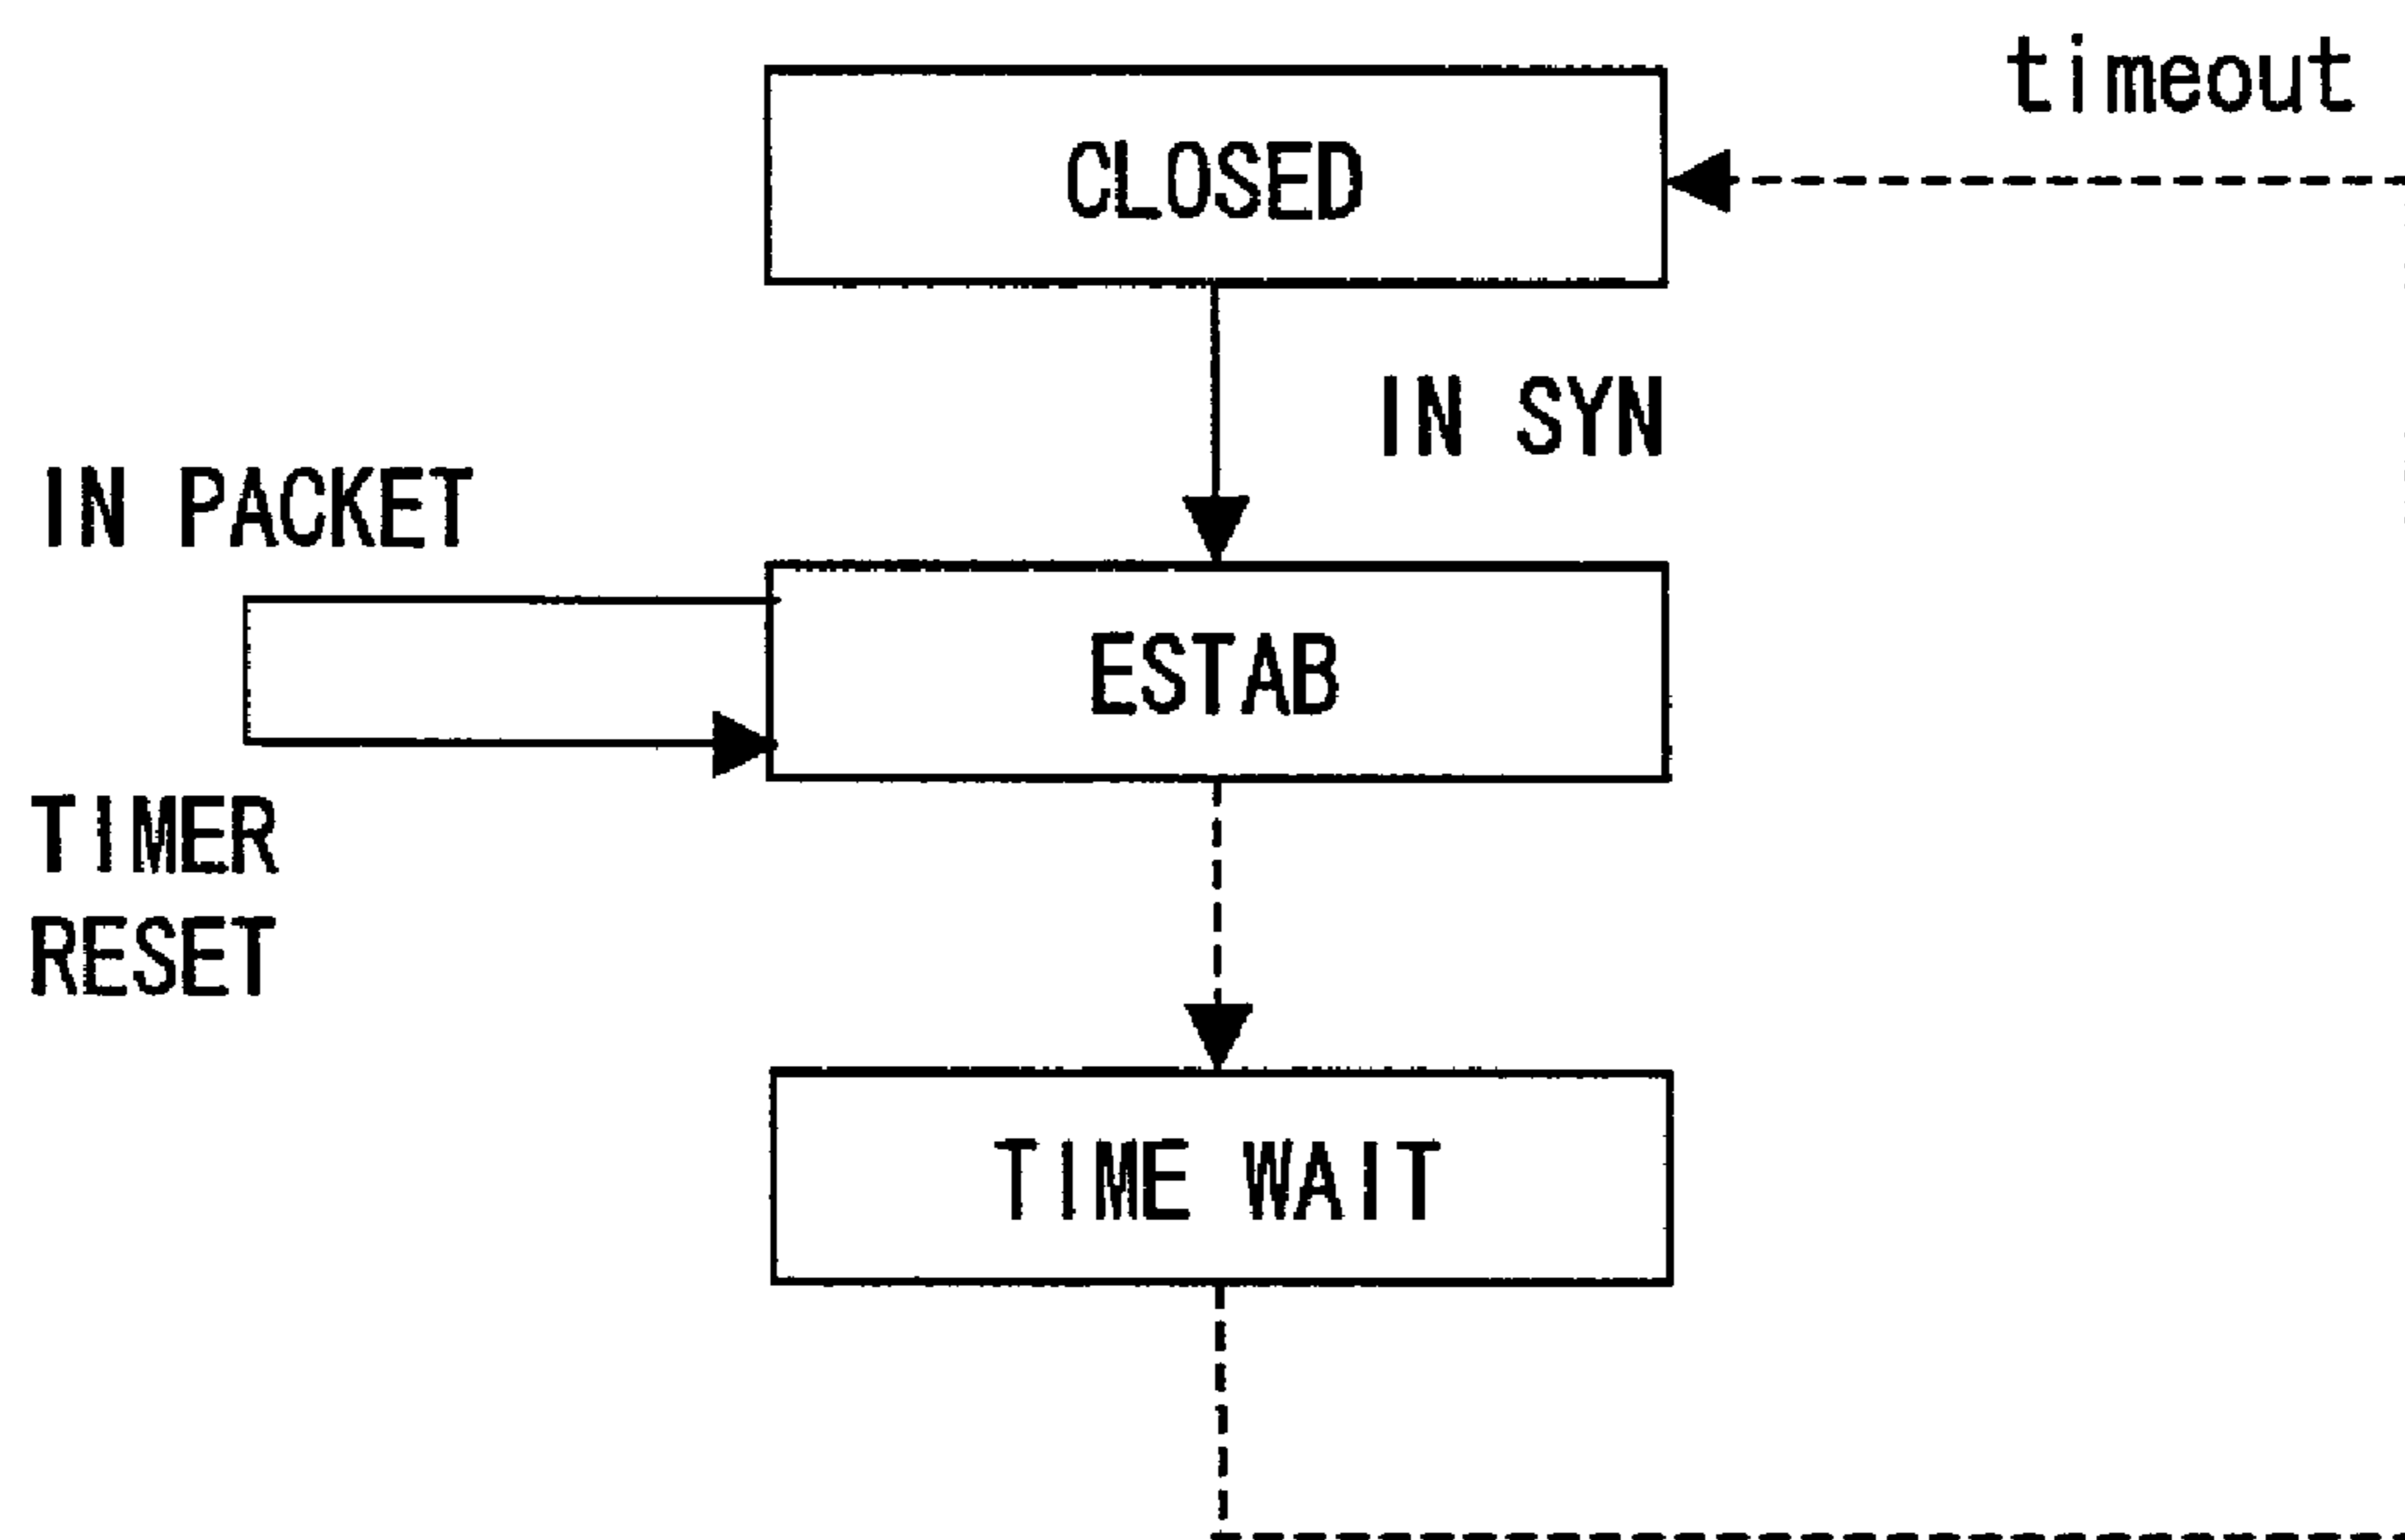 timeout
CLOSED
IN SYN
IN PACKET
ESTAB
TIMER
RESET
TIME WAIT